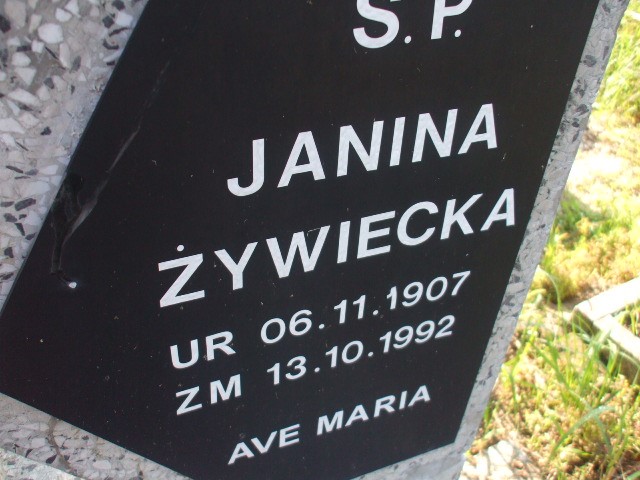 Ś.P.
JANINA
ŻYWIECKA
UR 06.11.1907
ZM 13.10.1992
AVE MARIA